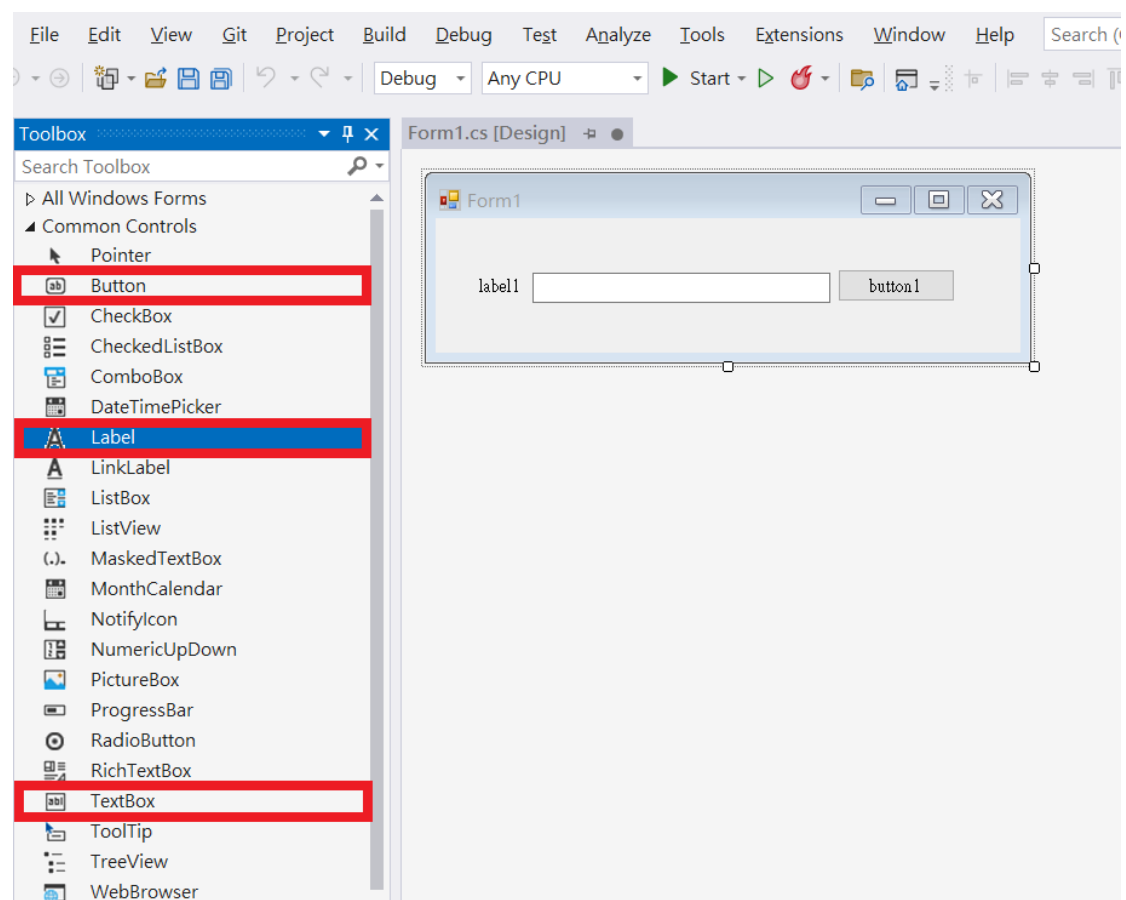 File Edit View Git Project Build Debug Test Analyze Tools Extensions Window Help Search (
Debug Any CPU Start
Toolbox
Search Toolbox
All Windows Forms
Common Controls
Pointer
Button
CheckBox
CheckedListBox
ComboBox
DateTimePicker
Label
LinkLabel
ListBox
ListView
MaskedTextBox
MonthCalendar
NotifyIcon
NumericUpDown
PictureBox
ProgressBar
RadioButton
RichTextBox
TextBox
ToolTip
TreeView
WebBrowser
Form1.cs [Design]
Form1
label1 button1